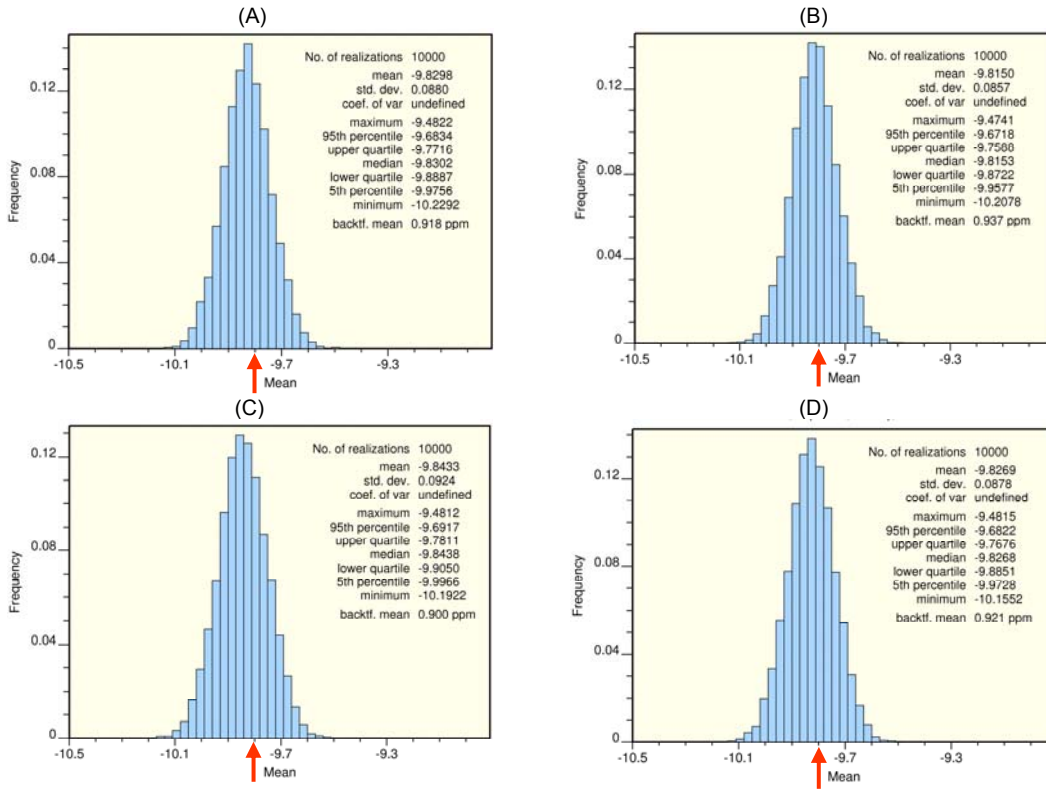 (A)
No. of realizations 10000
mean -9.8298
std. dev. 0.0880
coef. of var undefined
maximum -9.4822
95th percentile -9.6834
upper quartile -9.7716
median -9.8302
lower quartile -9.8887
5th percentile -9.9756
minimum -10.2292
backtf. mean 0.918 ppm
Frequency
0.12
0.08
0.04
0
-10.5 -10.1 -9.7 -9.3
Mean
(B)
No. of realizations 10000
mean -9.8150
std. dev. 0.0857
coef. of var undefined
maximum -9.4741
95th percentile -9.6718
upper quartile -9.7588
median -9.8153
lower quartile -9.8722
5th percentile -9.9577
minimum -10.2078
backtf. mean 0.937 ppm
Frequency
0.12
0.08
0.04
0
-10.5 -10.1 -9.7 -9.3
Mean
(C)
No. of realizations 10000
mean -9.8433
std. dev. 0.0924
coef. of var undefined
maximum -9.4812
95th percentile -9.6917
upper quartile -9.7811
median -9.8438
lower quartile -9.9050
5th percentile -9.9966
minimum -10.1922
backtf. mean 0.900 ppm
Frequency
0.12
0.08
0.04
0
-10.5 -10.1 -9.7 -9.3
Mean
(D)
No. of realizations 10000
mean -9.8269
std. dev. 0.0878
coef. of var undefined
maximum -9.4815
95th percentile -9.6822
upper quartile -9.7676
median -9.8268
lower quartile -9.8851
5th percentile -9.9728
minimum -10.1552
backtf. mean 0.921 ppm
Frequency
0.12
0.08
0.04
0
-10.5 -10.1 -9.7 -9.3
Mean